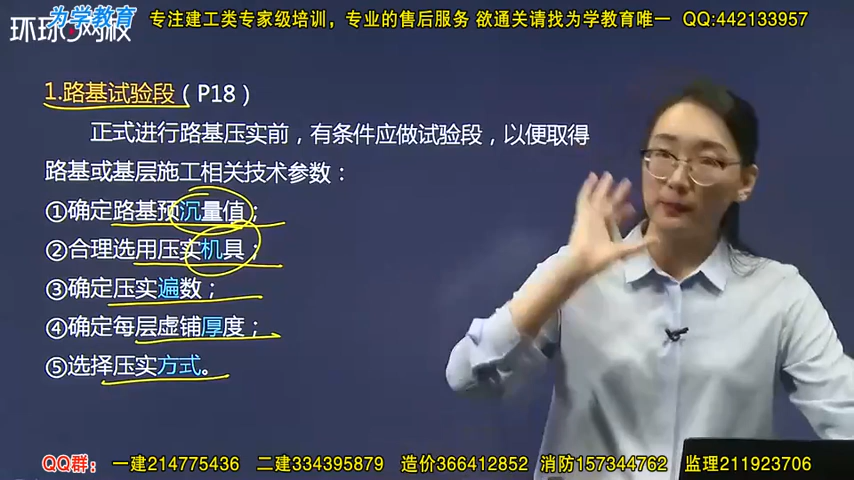 为学教育
环球网校
专注建工类专家级培训，专业的售后服务 欲通关请找为学教育唯一 QQ:442133957
1.路基试验段（P18）
正式进行路基压实前，有条件应做试验段，以便取得
路基或基层施工相关技术参数：
①确定路基预沉量值；
②合理选用压实机具；
③确定压实遍数；
④确定每层虚铺厚度；
⑤选择压实方式。
QQ群： 一建214775436 二建334395879 造价366412852 消防157344762 监理211923706